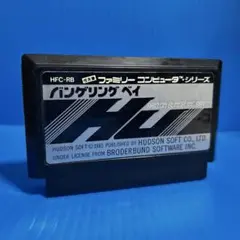 HFC-RB
ファミリー コンピュータ・シリーズ
バンゲリング ベイ
HUDSON SOFT © 1985 PUBLISHED BY HUDSON SOFT CO., LTD.
UNDER LICENSE FROM BRODERBUND SOFTWARE INC.